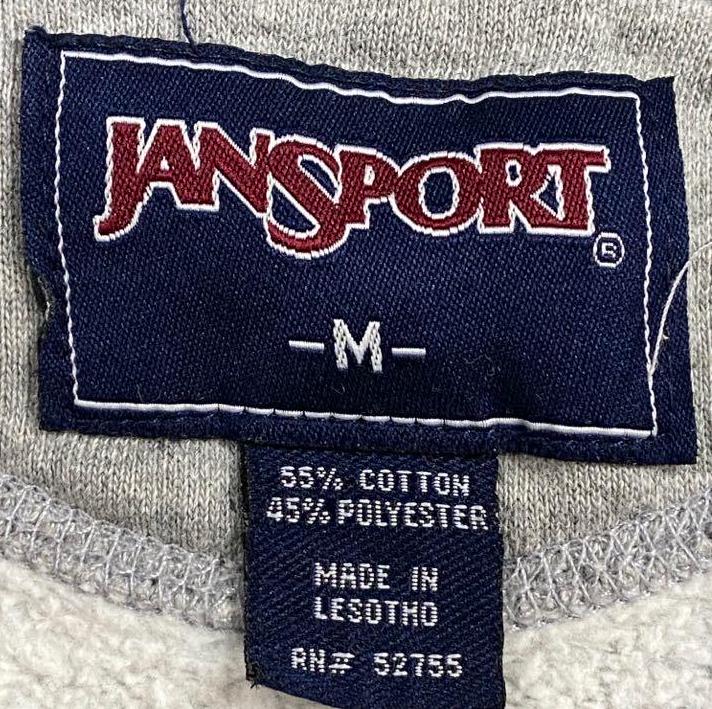 JANSPORT®
-M-
55% COTTON
45% POLYESTER
MADE IN
LESOTHO
RN# 52755